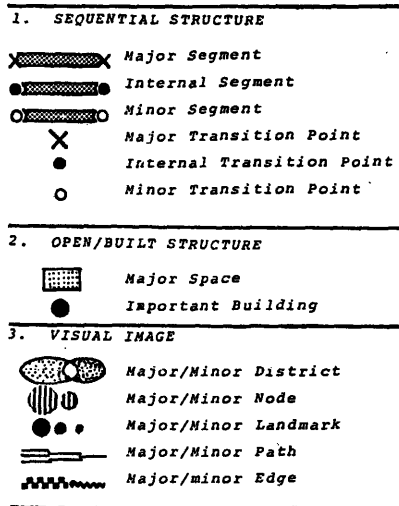 1. SEQUENTIAL STRUCTURE
Major Segment
Internal Segment
Minor Segment
Major Transition Point
Internal Transition Point
Minor Transition Point
2. OPEN/BUILT STRUCTURE
Major Space
Important Building
3. VISUAL IMAGE
Major/Minor District
Major/Minor Node
Major/Minor Landmark
Major/Minor Path
Major/minor Edge